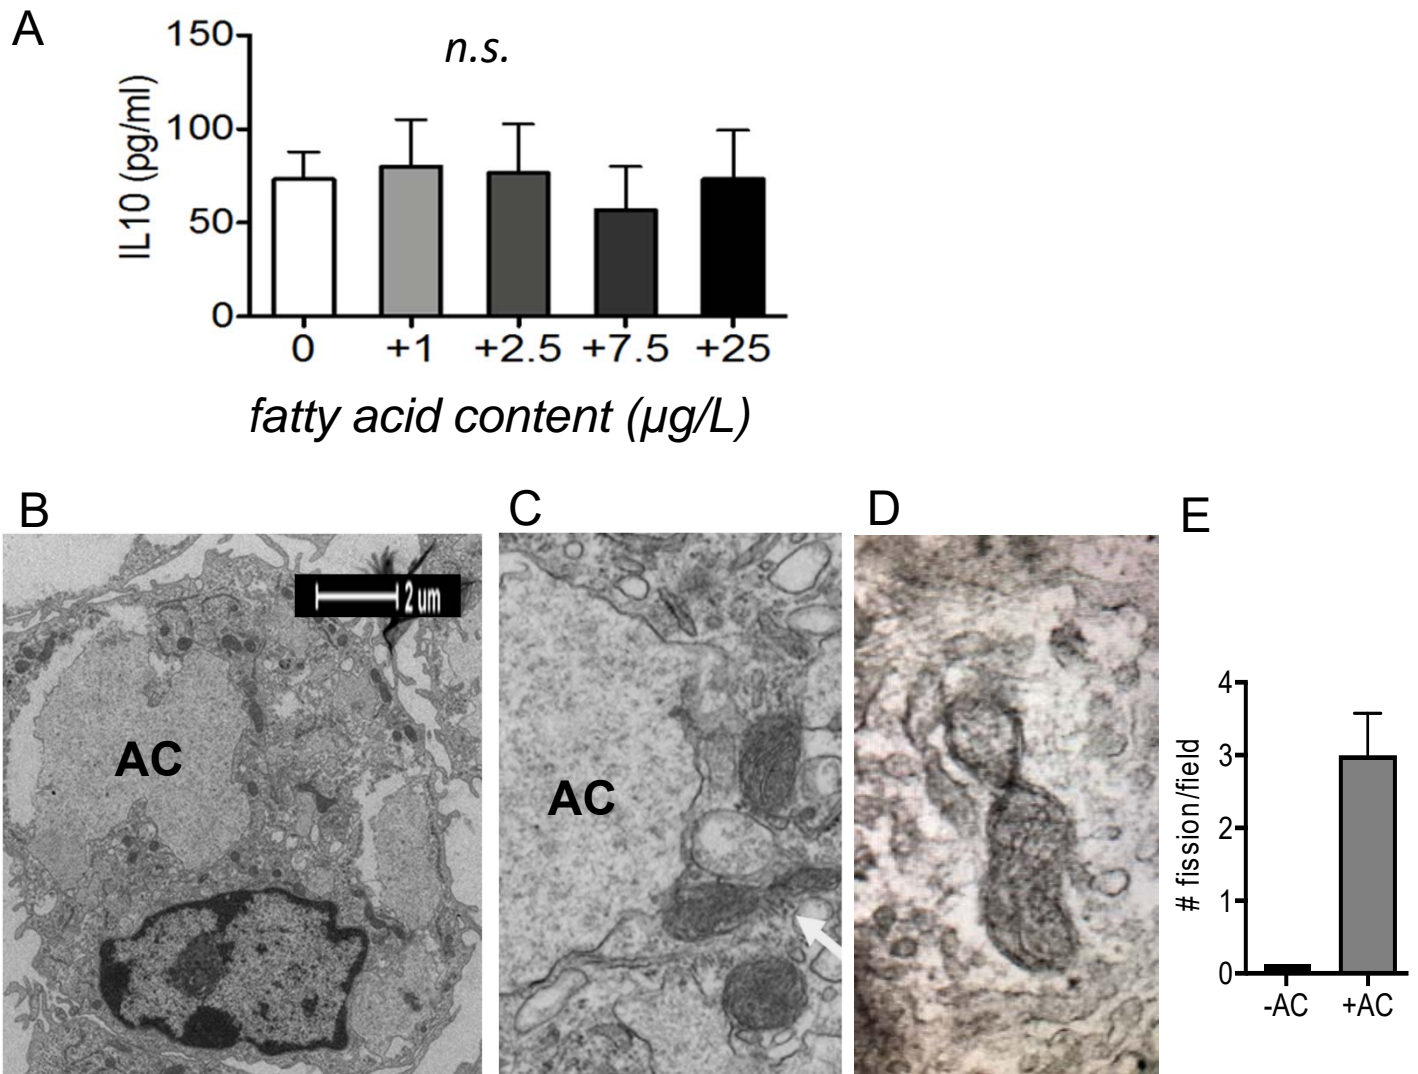 A
n.s.
IL10 (pg/ml)
150
100
50
0
0 +1 +2.5 +7.5 +25
fatty acid content (µg/L)
B
2 um
AC
C
AC
D
E
# fission/field
4
3
2
1
0
-AC +AC